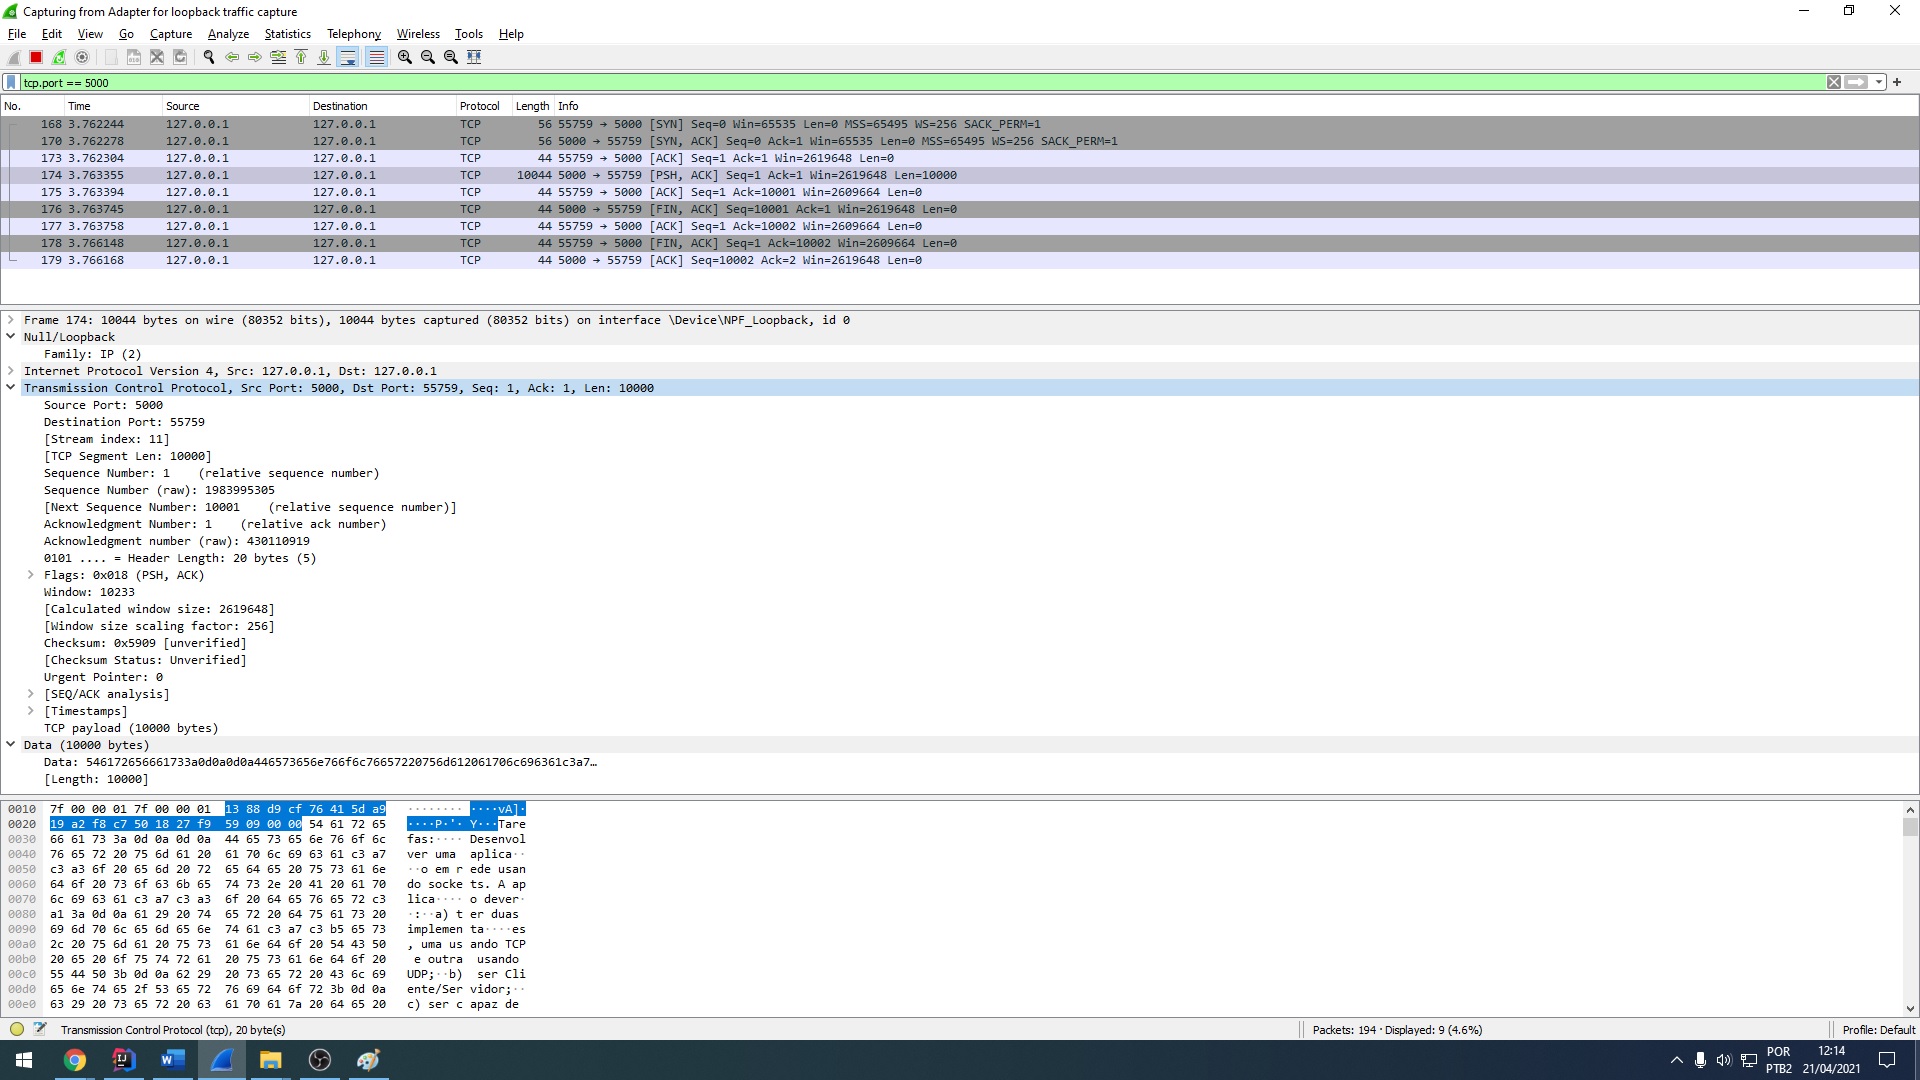 Capturing from Adapter for loopback traffic capture
File Edit View Go Capture Analyze Statistics Telephony Wireless Tools Help
tcp.port == 5000
No. Time Source Destination Protocol Length Info
168 3.762244 127.0.0.1 127.0.0.1 TCP 56 55759 → 5000 [SYN] Seq=0 Win=65535 Len=0 MSS=65495 WS=256 SACK_PERM=1
170 3.762278 127.0.0.1 127.0.0.1 TCP 56 5000 → 55759 [SYN, ACK] Seq=0 Ack=1 Win=65535 Len=0 MSS=65495 WS=256 SACK_PERM=1
173 3.762304 127.0.0.1 127.0.0.1 TCP 44 55759 → 5000 [ACK] Seq=1 Ack=1 Win=2619648 Len=0
174 3.763355 127.0.0.1 127.0.0.1 TCP 10044 5000 → 55759 [PSH, ACK] Seq=1 Ack=1 Win=2619648 Len=10000
175 3.763394 127.0.0.1 127.0.0.1 TCP 44 55759 → 5000 [ACK] Seq=1 Ack=10001 Win=2609664 Len=0
176 3.763745 127.0.0.1 127.0.0.1 TCP 44 5000 → 55759 [FIN, ACK] Seq=10001 Ack=1 Win=2619648 Len=0
177 3.763758 127.0.0.1 127.0.0.1 TCP 44 55759 → 5000 [ACK] Seq=1 Ack=10002 Win=2609664 Len=0
178 3.766148 127.0.0.1 127.0.0.1 TCP 44 55759 → 5000 [FIN, ACK] Seq=1 Ack=10002 Win=2609664 Len=0
179 3.766168 127.0.0.1 127.0.0.1 TCP 44 5000 → 55759 [ACK] Seq=10002 Ack=2 Win=2619648 Len=0
Frame 174: 10044 bytes on wire (80352 bits), 10044 bytes captured (80352 bits) on interface \Device\NPF_Loopback, id 0
Null/Loopback
Family: IP (2)
Internet Protocol Version 4, Src: 127.0.0.1, Dst: 127.0.0.1
Transmission Control Protocol, Src Port: 5000, Dst Port: 55759, Seq: 1, Ack: 1, Len: 10000
Source Port: 5000
Destination Port: 55759
[Stream index: 11]
[TCP Segment Len: 10000]
Sequence Number: 1 (relative sequence number)
Sequence Number (raw): 1983995305
[Next Sequence Number: 10001 (relative sequence number)]
Acknowledgment Number: 1 (relative ack number)
Acknowledgment number (raw): 430110919
0101 .... = Header Length: 20 bytes (5)
Flags: 0x018 (PSH, ACK)
Window: 10233
[Calculated window size: 2619648]
[Window size scaling factor: 256]
Checksum: 0x5909 [unverified]
[Checksum Status: Unverified]
Urgent Pointer: 0
[SEQ/ACK analysis]
[Timestamps]
TCP payload (10000 bytes)
Data (10000 bytes)
Data: 546172656661733a0d0a0d0a446573656e766f6c76657220756d612061706c696361c3a7…
[Length: 10000]
0010 7f 00 00 01 7f 00 00 01 13 88 d9 cf 76 41 5d a9 ········ ····vA]·
0020 19 a2 f8 c7 50 18 27 f9 59 09 00 00 54 61 72 65 ····P·'· Y···Tare
0030 66 61 73 3a 0d 0a 0d 0a 44 65 73 65 6e 76 6f 6c fas:···· Desenvol
0040 76 65 72 20 75 6d 61 20 61 70 6c 69 63 61 c3 a7 ver uma aplica··
0050 c3 a3 6f 20 65 6d 20 72 65 64 65 20 75 73 61 6e ··o em r ede usan
0060 64 6f 20 73 6f 63 6b 65 74 73 2e 20 41 20 61 70 do socke ts. A ap
0070 6c 69 63 61 c3 a7 c3 a3 6f 20 64 65 76 65 72 c3 lica···· o dever·
0080 a1 3a 0d 0a 61 29 20 74 65 72 20 64 75 61 73 20 ·:··a) t er duas
0090 69 6d 70 6c 65 6d 65 6e 74 61 c3 a7 c3 b5 65 73 implemen ta····es
00a0 2c 20 75 6d 61 20 75 73 61 6e 64 6f 20 54 43 50 , uma us ando TCP
00b0 20 65 20 6f 75 74 72 61 20 75 73 61 6e 64 6f 20 e outra usando
00c0 55 44 50 3b 0d 0a 62 29 20 73 65 72 20 43 6c 69 UDP;··b) ser Cli
00d0 65 6e 74 65 2f 53 65 72 76 69 64 6f 72 3b 0d 0a ente/Ser vidor;··
00e0 63 29 20 73 65 72 20 63 61 70 61 7a 20 64 65 20 c) ser c apaz de
Transmission Control Protocol (tcp), 20 byte(s)
Packets: 194 · Displayed: 9 (4.6%)
Profile: Default
POR
PTB2
12:14
21/04/2021